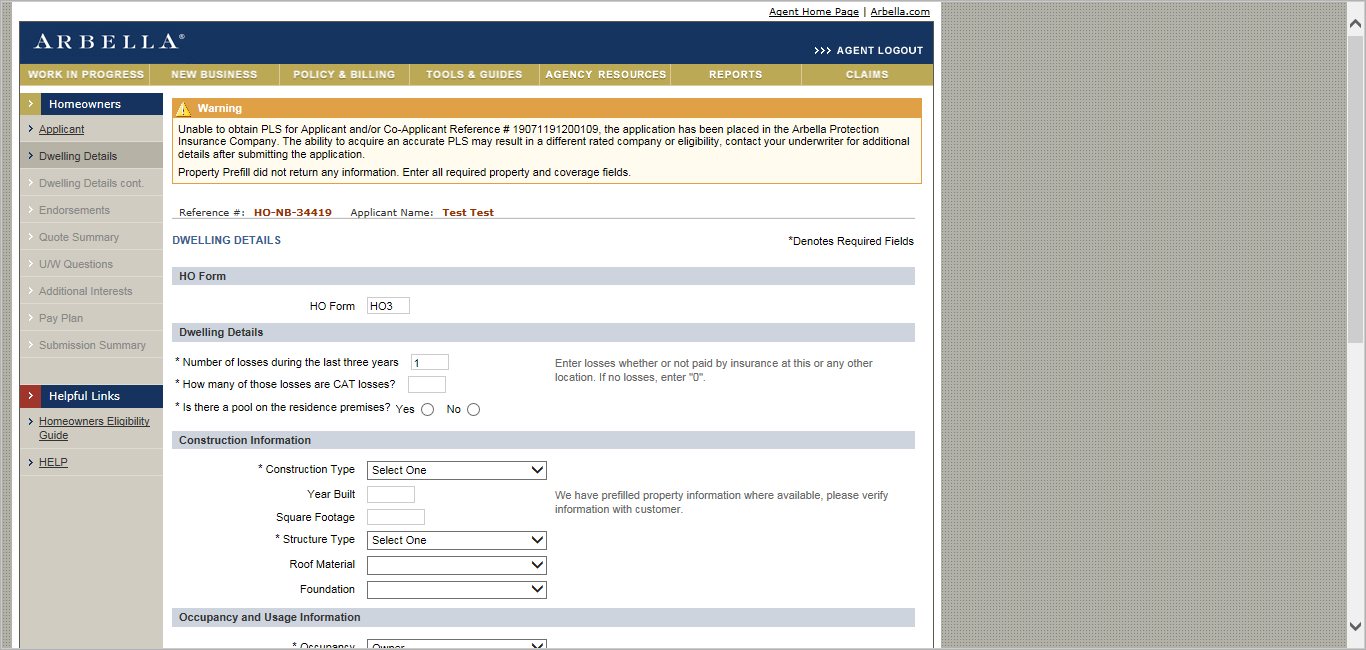 Agent Home Page | Arbella.com
ARBELLA®
>>> AGENT LOGOUT
WORK IN PROGRESS NEW BUSINESS POLICY & BILLING TOOLS & GUIDES AGENCY RESOURCES REPORTS CLAIMS
Homeowners
Applicant
Dwelling Details
Dwelling Details cont.
Endorsements
Quote Summary
U/W Questions
Additional Interests
Pay Plan
Submission Summary
Helpful Links
Homeowners Eligibility
Guide
HELP
Warning
Unable to obtain PLS for Applicant and/or Co-Applicant Reference # 19071191200109, the application has been placed in the Arbella Protection
Insurance Company. The ability to acquire an accurate PLS may result in a different rated company or eligibility, contact your underwriter for additional
details after submitting the application.
Property Prefill did not return any information. Enter all required property and coverage fields.
Reference #: HO-NB-34419 Applicant Name: Test Test
DWELLING DETAILS *Denotes Required Fields
HO Form
HO Form HO3
Dwelling Details
* Number of losses during the last three years 1
Enter losses whether or not paid by insurance at this or any other
location. If no losses, enter "0".
* How many of those losses are CAT losses?
* Is there a pool on the residence premises? Yes No
Construction Information
* Construction Type Select One
Year Built
We have prefilled property information where available, please verify
information with customer.
Square Footage
* Structure Type Select One
Roof Material
Foundation
Occupancy and Usage Information
* Occupancy Owner